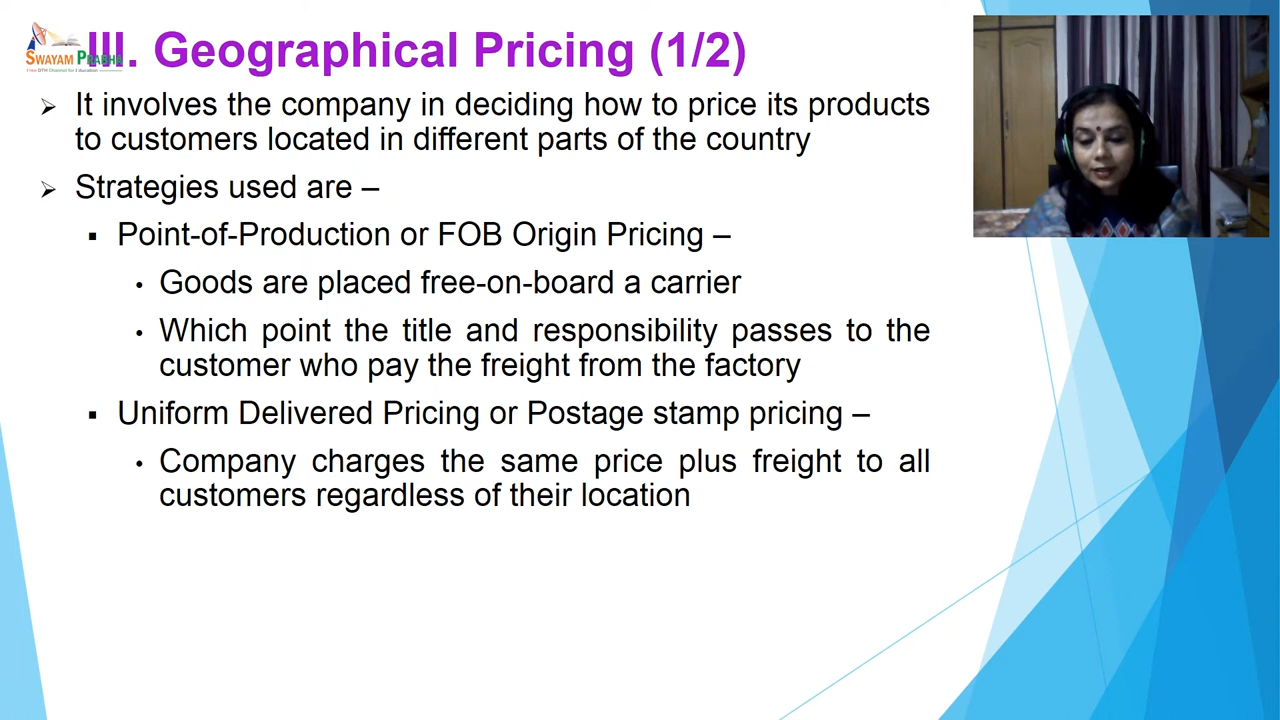 III. Geographical Pricing (1/2)
SWAYAM PRABHA
It involves the company in deciding how to price its products
to customers located in different parts of the country
Strategies used are –
Point-of-Production or FOB Origin Pricing –
Goods are placed free-on-board a carrier
Which point the title and responsibility passes to the
customer who pay the freight from the factory
Uniform Delivered Pricing or Postage stamp pricing –
Company charges the same price plus freight to all
customers regardless of their location